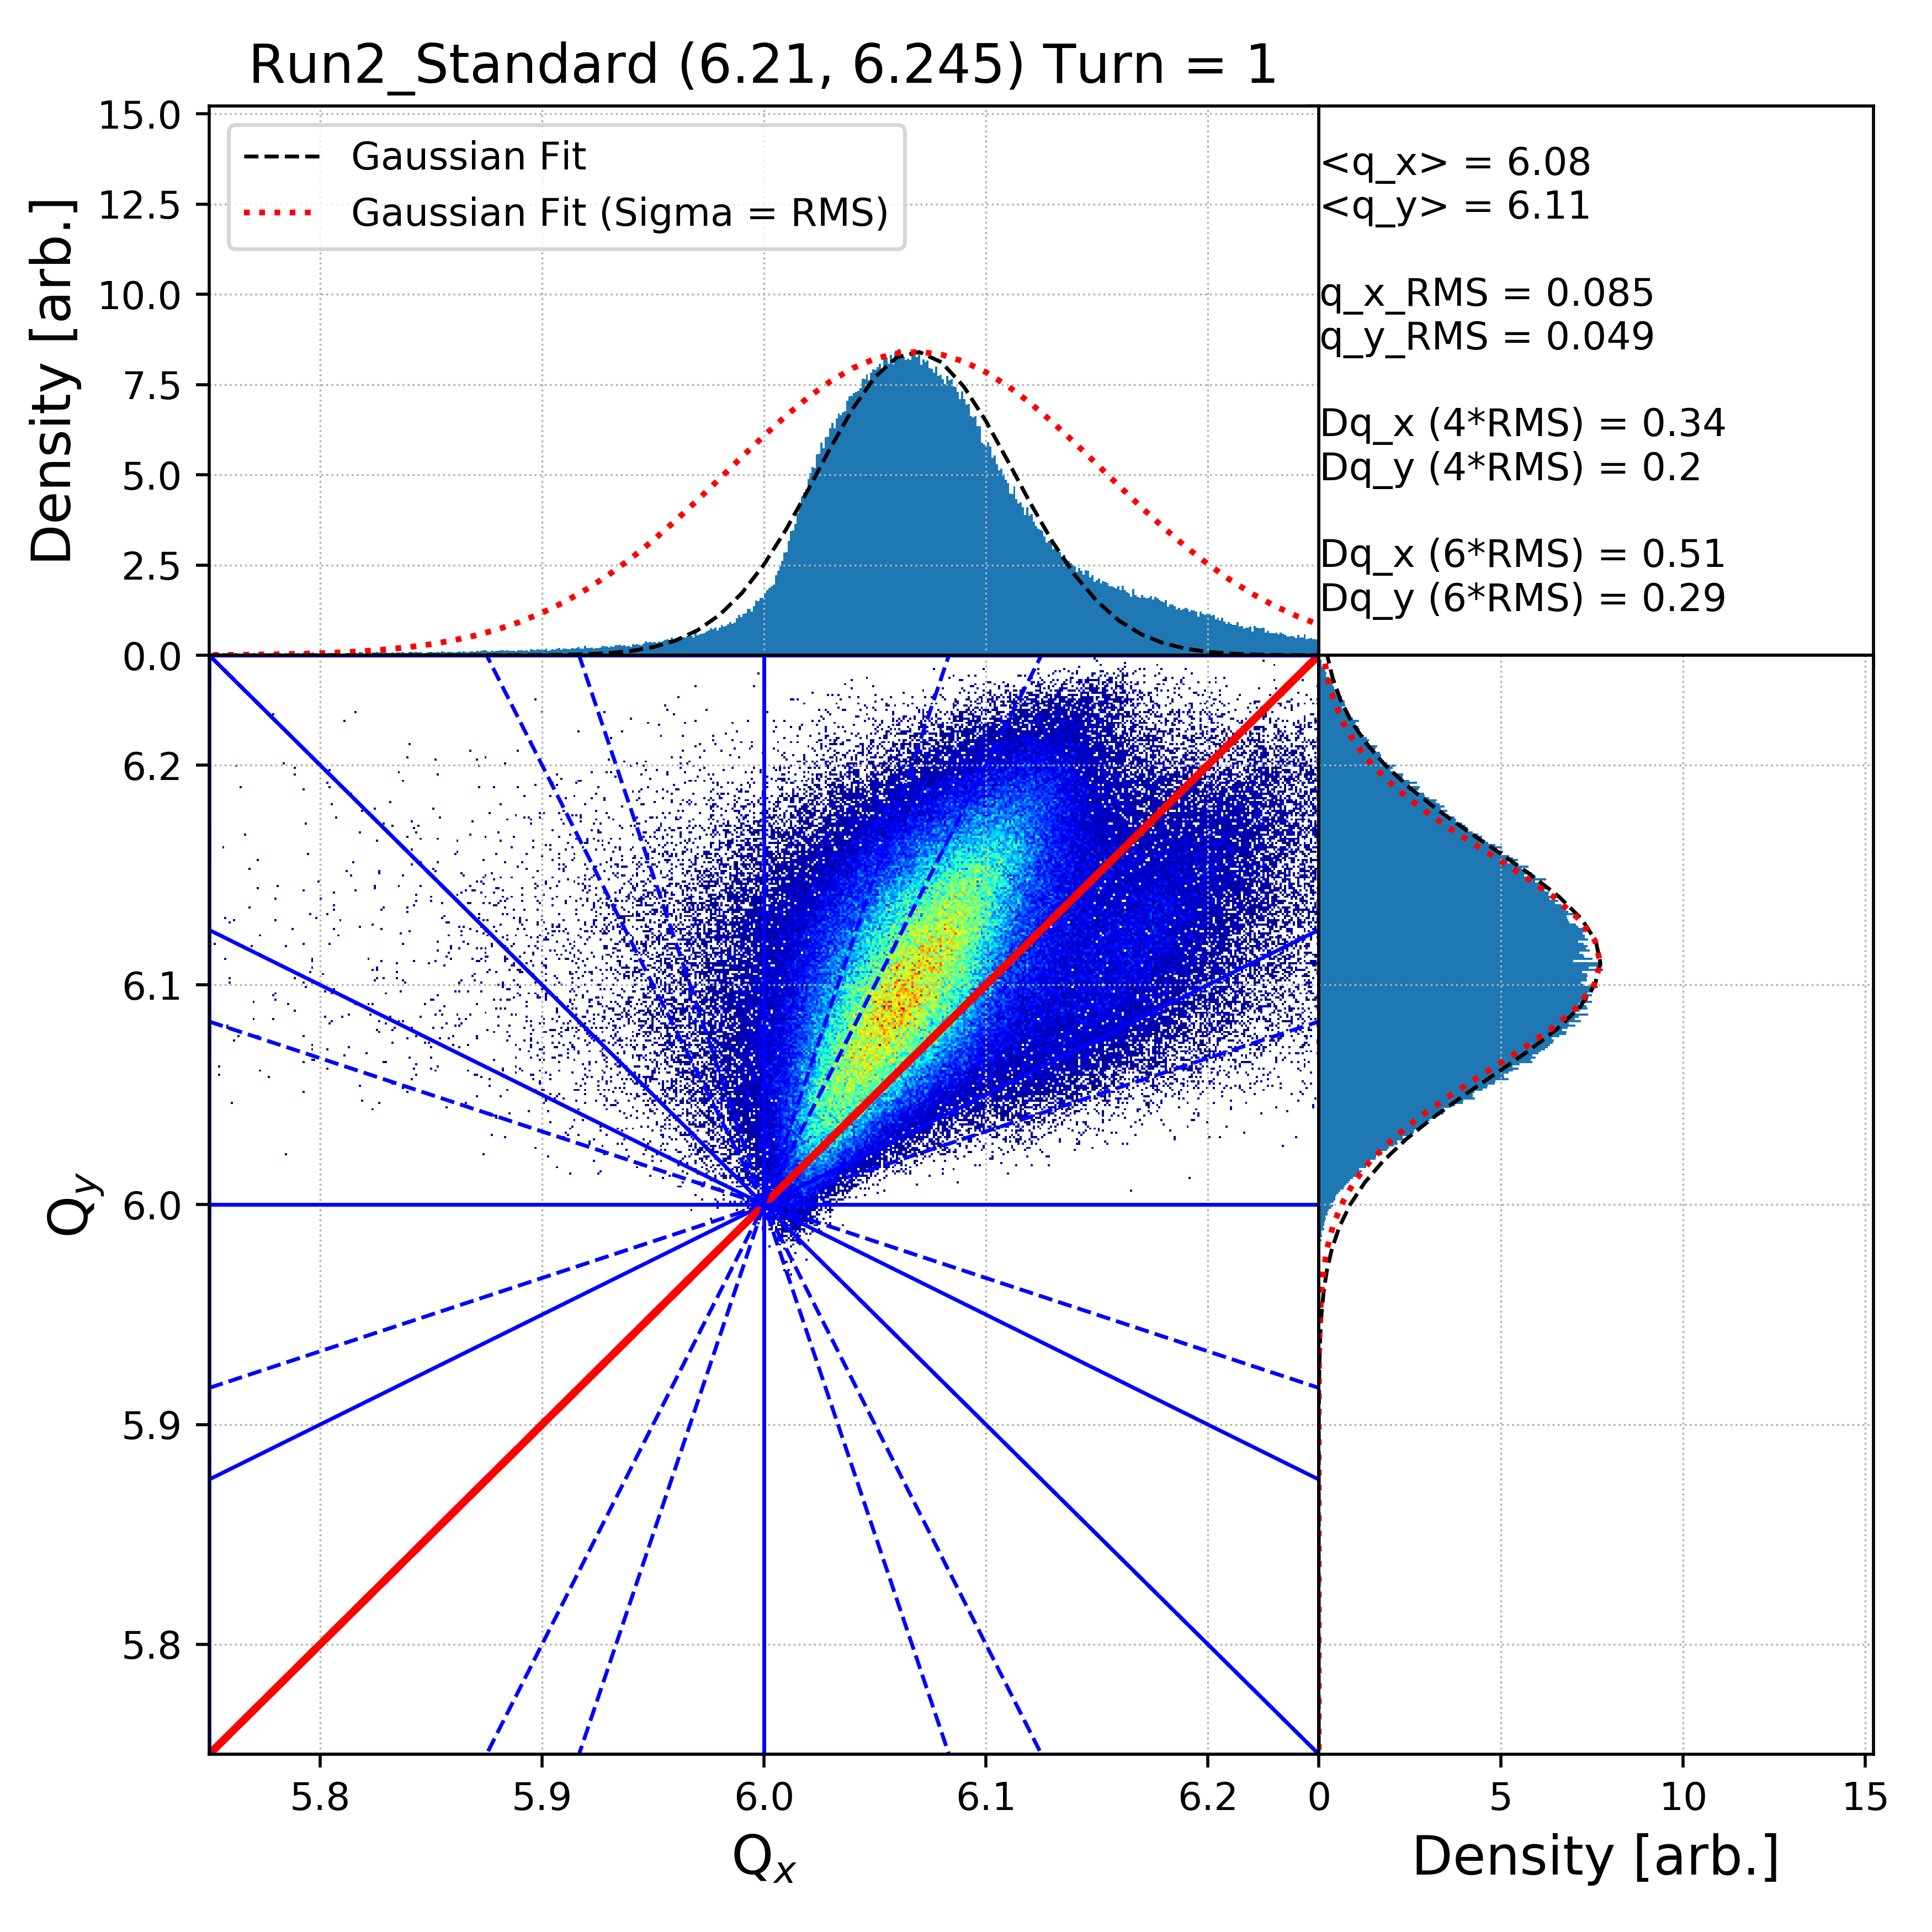 Run2_Standard (6.21, 6.245) Turn = 1
Density [arb.]
15.0
12.5
10.0
7.5
5.0
2.5
0.0
Gaussian Fit
Gaussian Fit (Sigma = RMS)
<q_x> = 6.08
<q_y> = 6.11
q_x_RMS = 0.085
q_y_RMS = 0.049
Dq_x (4*RMS) = 0.34
Dq_y (4*RMS) = 0.2
Dq_x (6*RMS) = 0.51
Dq_y (6*RMS) = 0.29
Qy
6.2
6.1
6.0
5.9
5.8
5.8 5.9 6.0 6.1 6.2
Qx
0 5 10 15
Density [arb.]